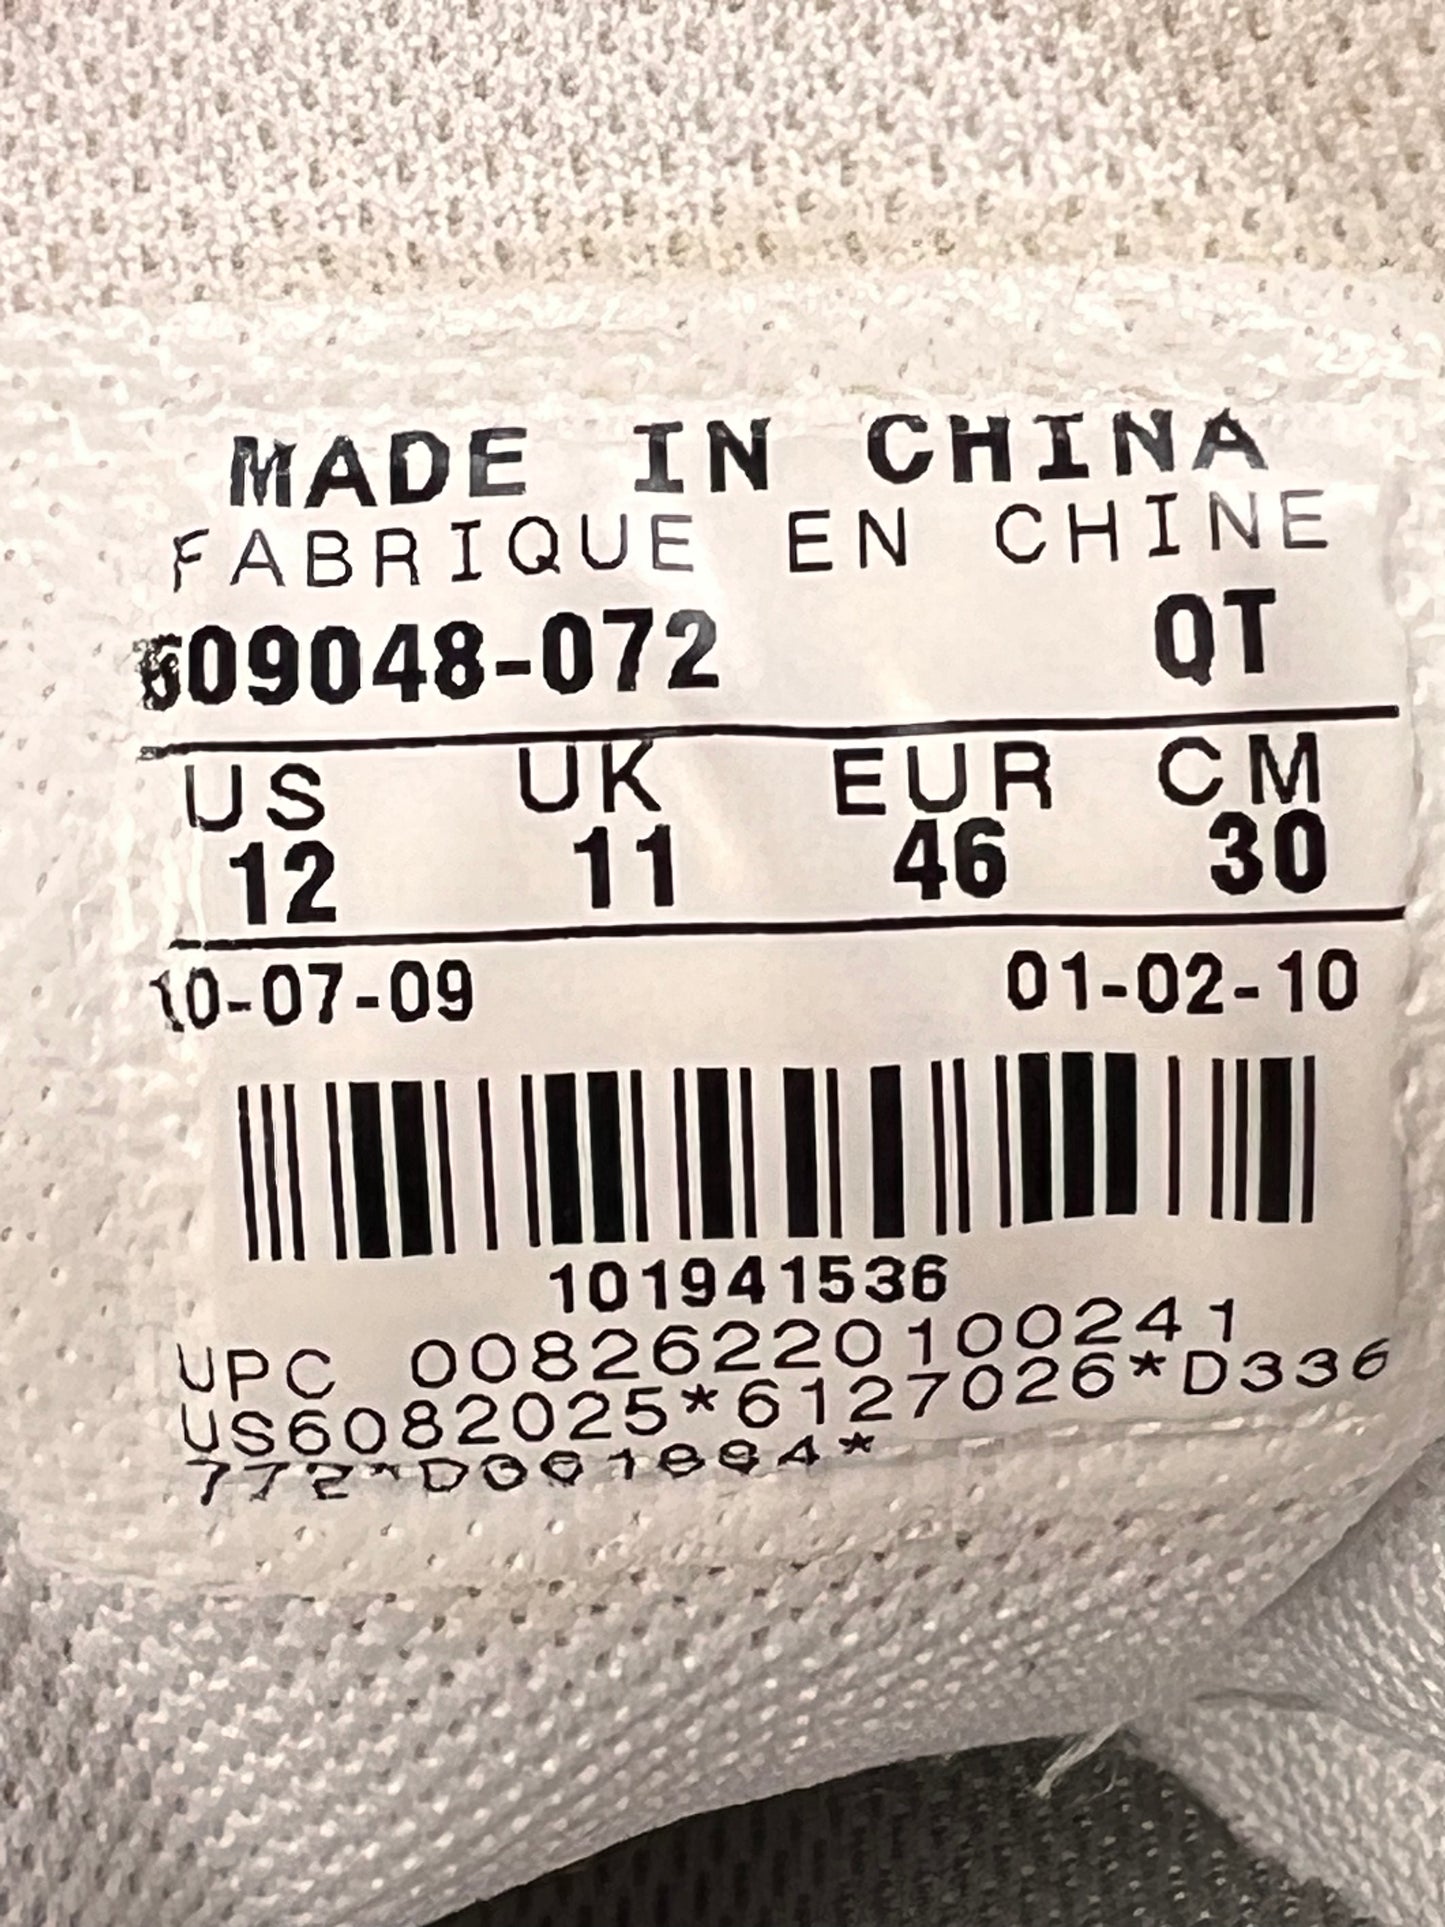 MADE IN CHINA
FABRIQUE EN CHINE
609048-072 QT
US UK EUR CM
12 11 46 30
10-07-09 01-02-10
101941536
UPC 00826220100241
US6082025*6127026*D336